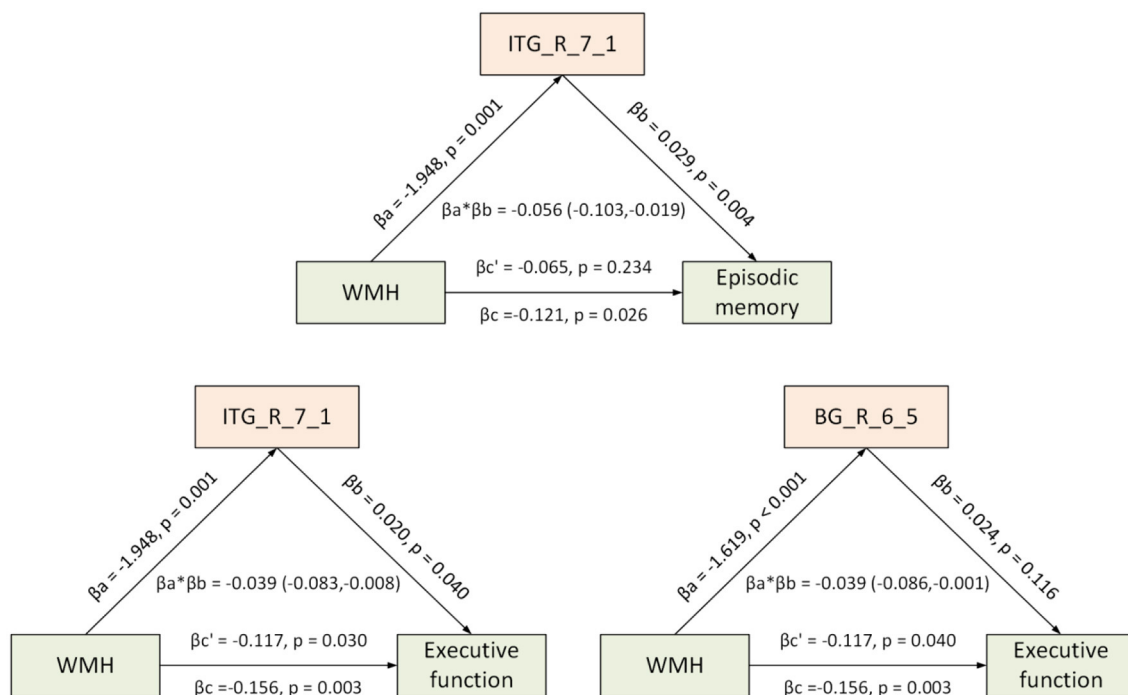 ITG_R_7_1
βa = -1.948, p = 0.001
βb = 0.029, p = 0.004
βa*βb = -0.056 (-0.103,-0.019)
WMH
βc' = -0.065, p = 0.234
βc =-0.121, p = 0.026
Episodic
memory
ITG_R_7_1
βa = -1.948, p = 0.001
βb = 0.020, p = 0.040
βa*βb = -0.039 (-0.083,-0.008)
WMH
βc' = -0.117, p = 0.030
βc = -0.156, p = 0.003
Executive
function
BG_R_6_5
βa = -1.619, p < 0.001
βb = 0.024, p = 0.116
βa*βb = -0.039 (-0.086,-0.001)
WMH
βc' = -0.117, p = 0.040
βc = -0.156, p = 0.003
Executive
function